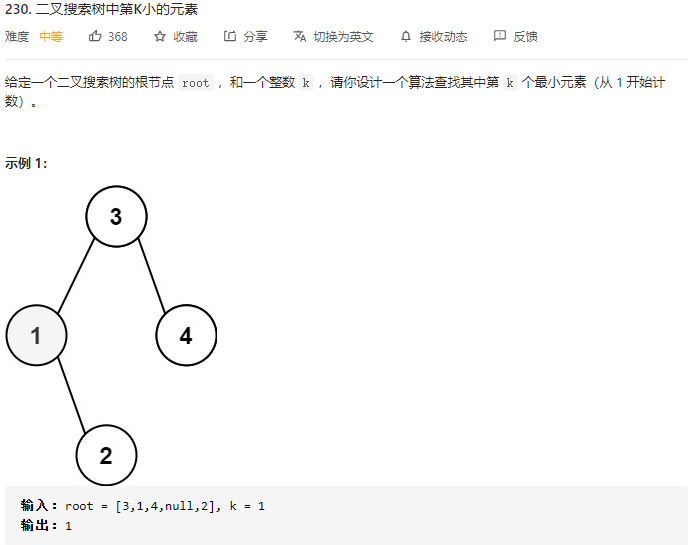 230. 二叉搜索树中第K小的元素
难度 中等 368 收藏 分享 切换为英文 接收动态 反馈
给定一个二叉搜索树的根节点 root ，和一个整数 k ，请你设计一个算法查找其中第 k 个最小元素（从 1 开始计
数）。
示例 1：
3
1
4
2
输入：root = [3,1,4,null,2], k = 1
输出：1